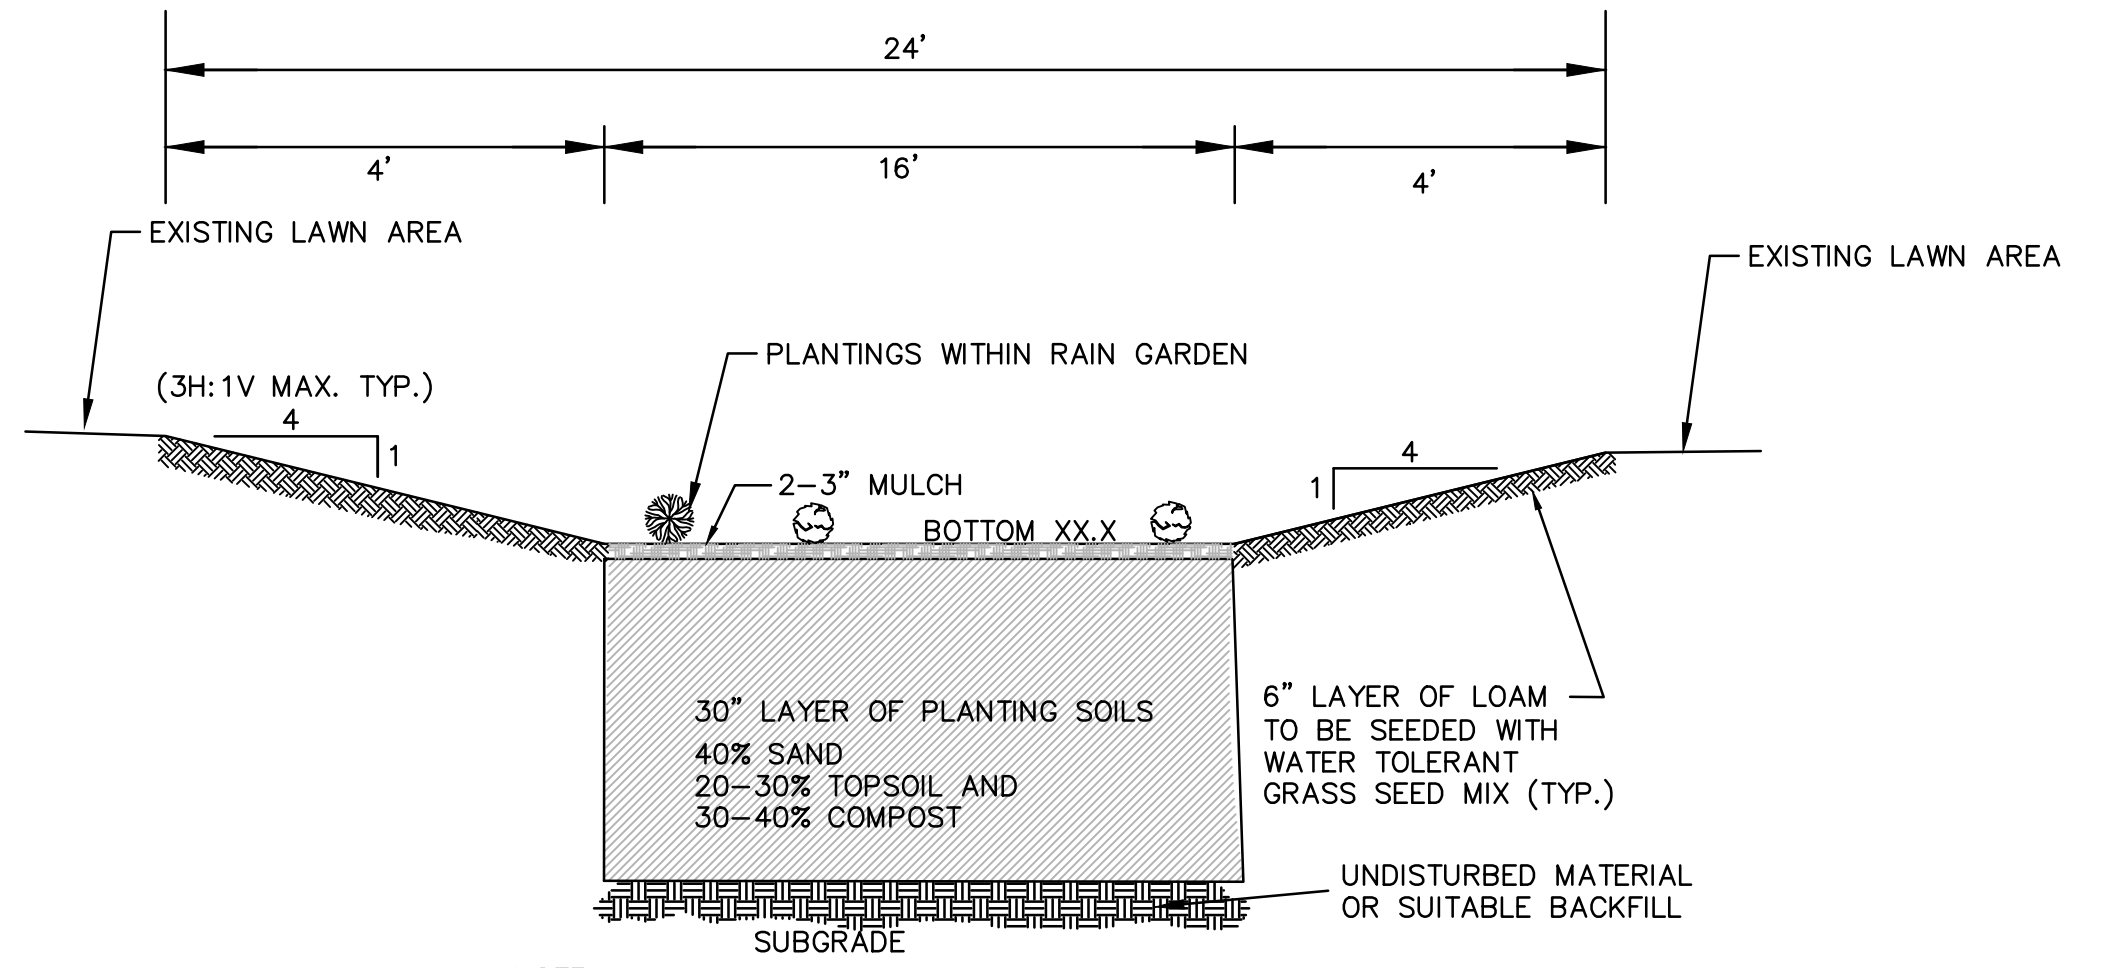 24'
4'
16'
4'
EXISTING LAWN AREA
EXISTING LAWN AREA
PLANTINGS WITHIN RAIN GARDEN
(3H:1V MAX. TYP.)
4
1
4
1
2-3" MULCH
BOTTOM XX.X
30" LAYER OF PLANTING SOILS
40% SAND
20-30% TOPSOIL AND
30-40% COMPOST
6" LAYER OF LOAM
TO BE SEEDED WITH
WATER TOLERANT
GRASS SEED MIX (TYP.)
UNDISTURBED MATERIAL
OR SUITABLE BACKFILL
SUBGRADE